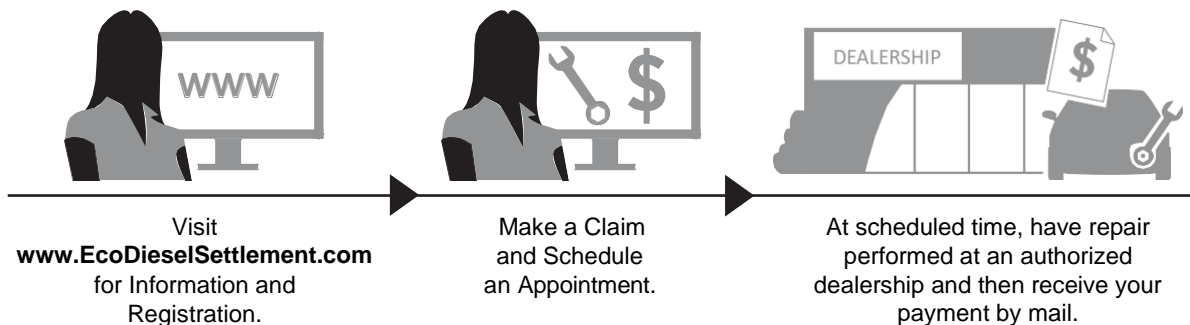 WWW
$
DEALERSHIP
$
Visit
www.EcoDieselSettlement.com
for Information and
Registration.
Make a Claim
and Schedule
an Appointment.
At scheduled time, have repair
performed at an authorized
dealership and then receive your
payment by mail.